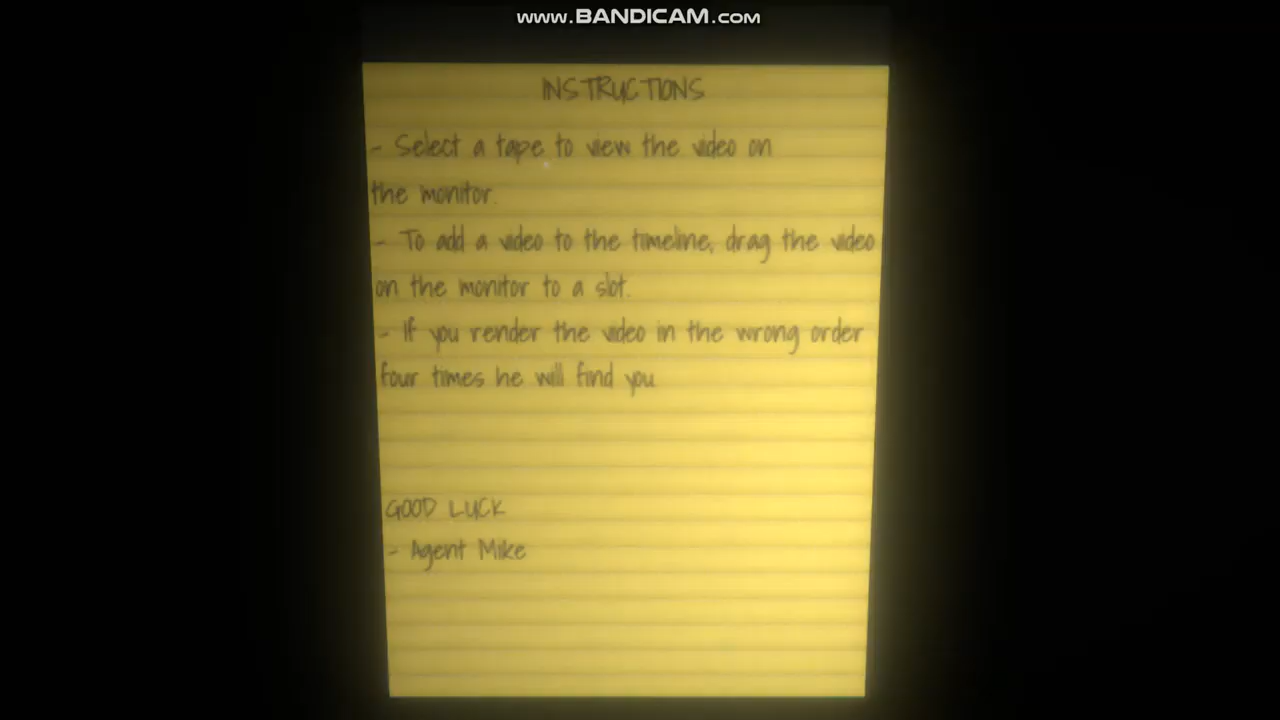 www.BANDICAM.com
INSTRUCTIONS
- Select a tape to view the video on
the monitor.
- To add a video to the timeline, drag the video
on the monitor to a slot.
- If you render the video in the wrong order
four times he will find you
GOOD LUCK
- Agent Mike